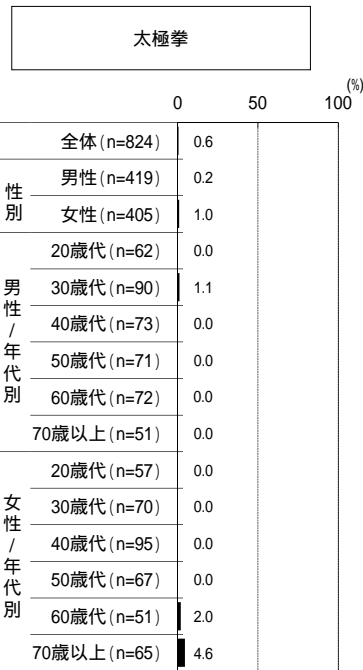 太極拳
(%)
0 50 100
全体(n=824) 0.6
性別
男性(n=419) 0.2
女性(n=405) 1.0
男性/年代別
20歳代(n=62) 0.0
30歳代(n=90) 1.1
40歳代(n=73) 0.0
50歳代(n=71) 0.0
60歳代(n=72) 0.0
70歳以上(n=51) 0.0
女性/年代別
20歳代(n=57) 0.0
30歳代(n=70) 0.0
40歳代(n=95) 0.0
50歳代(n=67) 0.0
60歳代(n=51) 2.0
70歳以上(n=65) 4.6